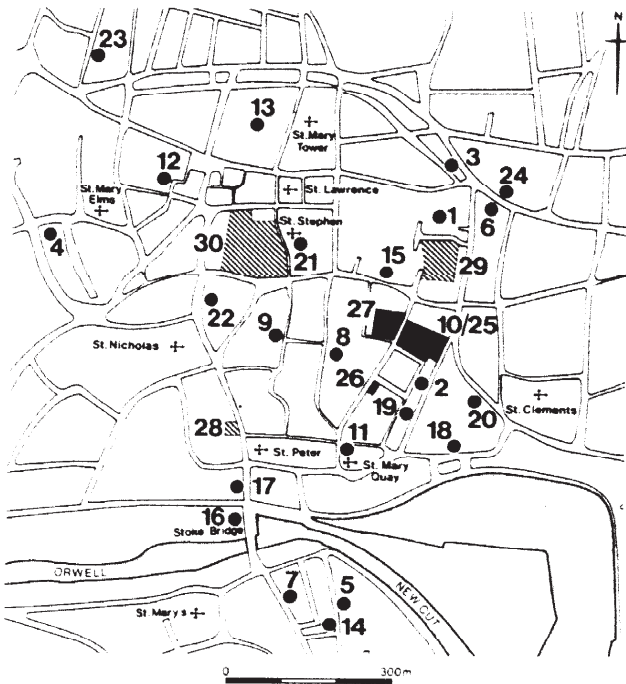 N
23
13
St. Mary
Tower
3
12
24
St. Mary
Elms
St. Lawrence
1
6
St. Stephen
4
30
21
15
29
22
27
10/25
9
8
St. Nicholas
26
2
19
20
St. Clements
28
18
11
St. Peter
St. Mary
Quay
17
16
Stoke Bridge
ORWELL
NEW CUT
7
5
St. Mary's
14
0
300m